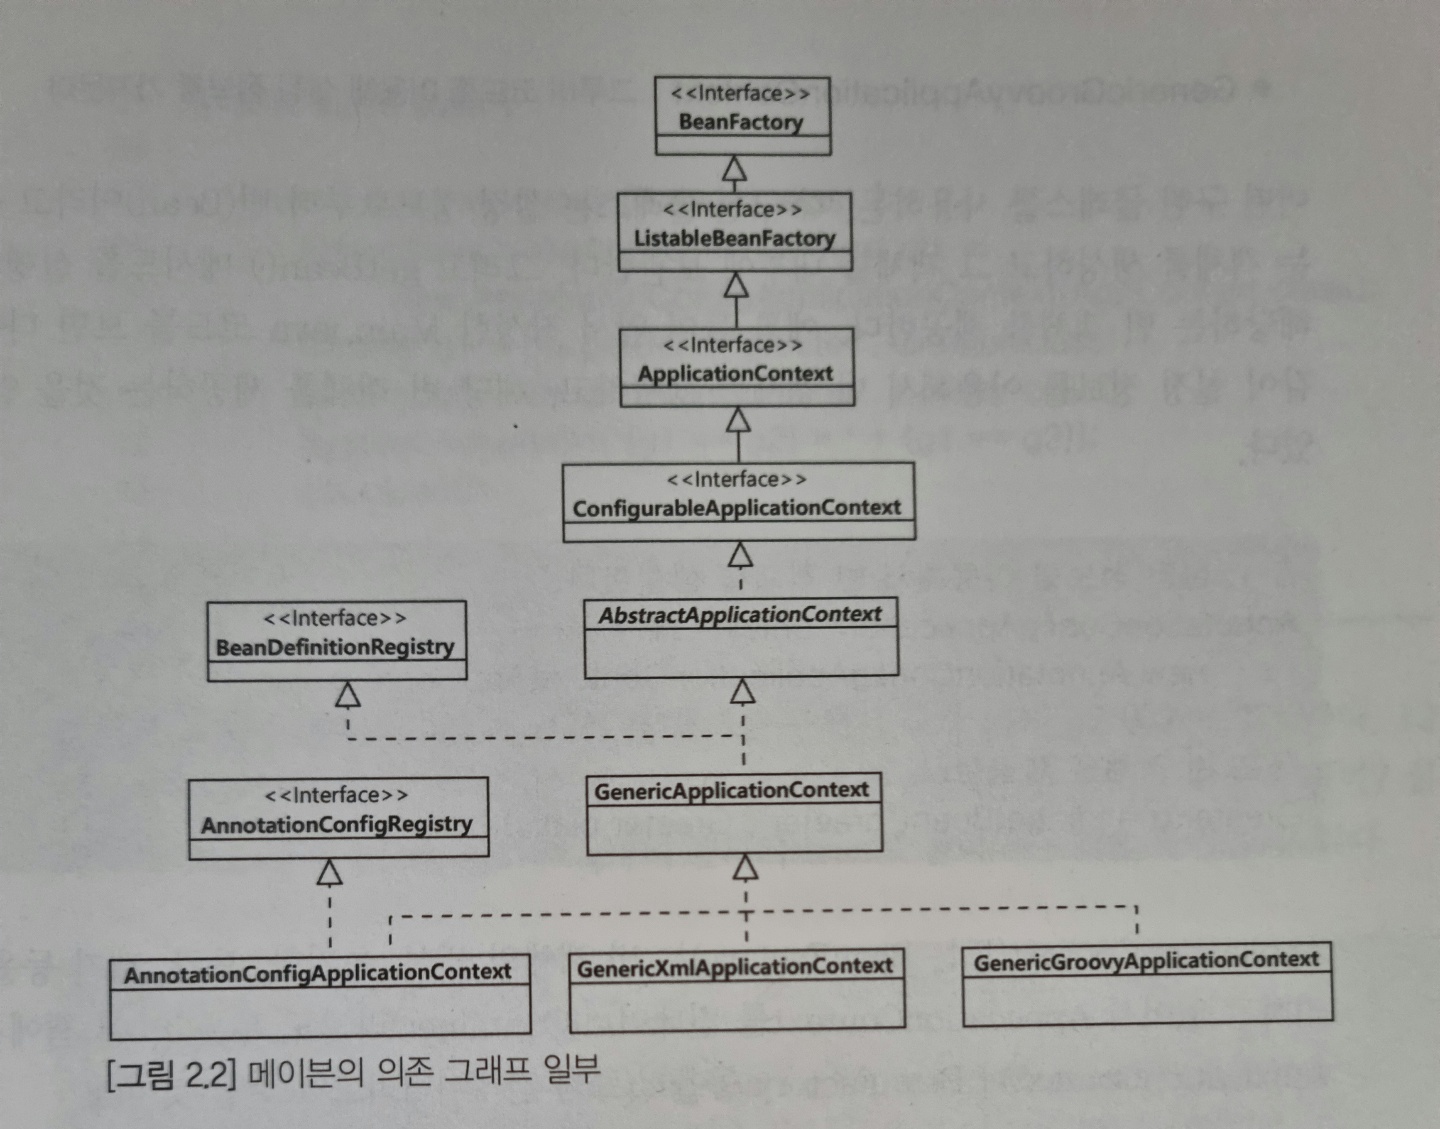 <<Interface>>
BeanFactory
<<Interface>>
ListableBeanFactory
<<Interface>>
ApplicationContext
<<Interface>>
ConfigurableApplicationContext
<<Interface>>
BeanDefinitionRegistry
AbstractApplicationContext
<<Interface>>
AnnotationConfigRegistry
GenericApplicationContext
AnnotationConfigApplicationContext
GenericXmlApplicationContext
GenericGroovyApplicationContext
[그림 2.2] 메이븐의 의존 그래프 일부